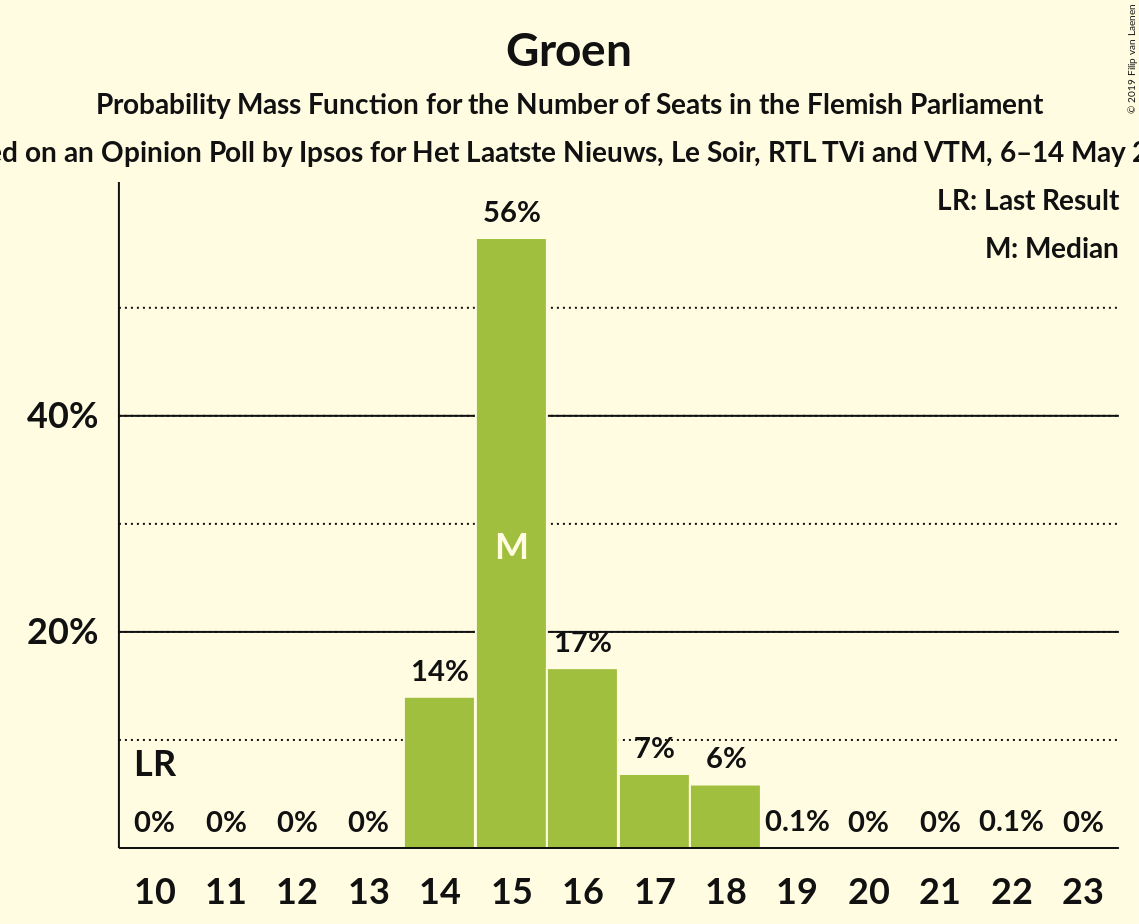 Groen
Probability Mass Function for the Number of Seats in the Flemish Parliament
on an Opinion Poll by Ipsos for Het Laatste Nieuws, Le Soir, RTL TVi and VTM, 6–14 May
© 2019 Filip van Laenen
LR: Last Result
M: Median
56%
40%
M
20%
17%
14%
LR
7%
6%
0% 0% 0% 0% 0.1% 0% 0% 0.1% 0%
10 11 12 13 14 15 16 17 18 19 20 21 22 23